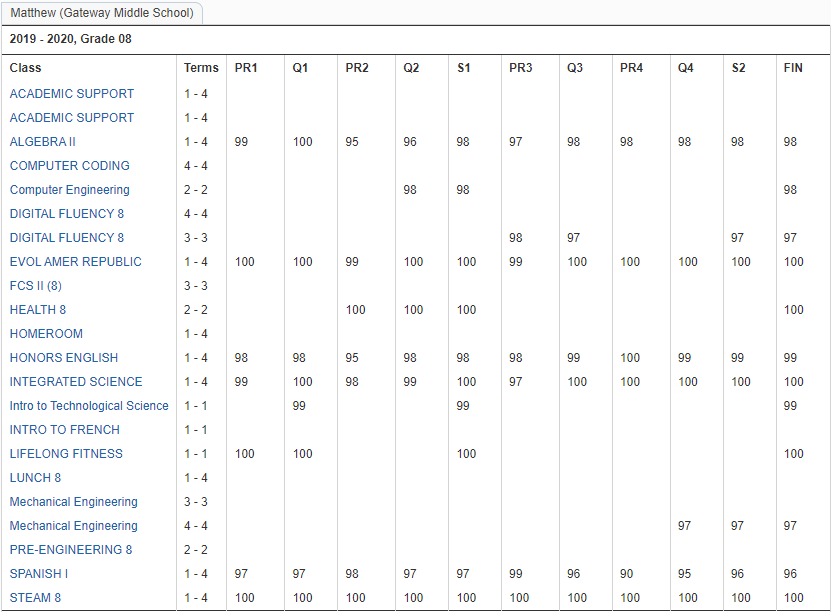 Matthew (Gateway Middle School)
2019 - 2020, Grade 08
Class Terms PR1 Q1 PR2 Q2 S1 PR3 Q3 PR4 Q4 S2 FIN
ACADEMIC SUPPORT 1 - 4
ACADEMIC SUPPORT 1 - 4
ALGEBRA II 1 - 4 99 100 95 96 98 97 98 98 98 98 98
COMPUTER CODING 4 - 4
Computer Engineering 2 - 2 98 98 98
DIGITAL FLUENCY 8 4 - 4
DIGITAL FLUENCY 8 3 - 3 98 97 97 97
EVOL AMER REPUBLIC 1 - 4 100 100 99 100 100 99 100 100 100 100 100
FCS II (8) 3 - 3
HEALTH 8 2 - 2 100 100 100 100
HOMEROOM 1 - 4
HONORS ENGLISH 1 - 4 98 98 95 98 98 98 99 100 99 99 99
INTEGRATED SCIENCE 1 - 4 99 100 98 99 100 97 100 100 100 100 100
Intro to Technological Science 1 - 1 99 99 99
INTRO TO FRENCH 1 - 1
LIFELONG FITNESS 1 - 1 100 100 100 100
LUNCH 8 1 - 4
Mechanical Engineering 3 - 3
Mechanical Engineering 4 - 4 97 97 97
PRE-ENGINEERING 8 2 - 2
SPANISH I 1 - 4 97 97 98 97 97 99 96 90 95 96 96
STEAM 8 1 - 4 100 100 100 100 100 100 100 100 100 100 100